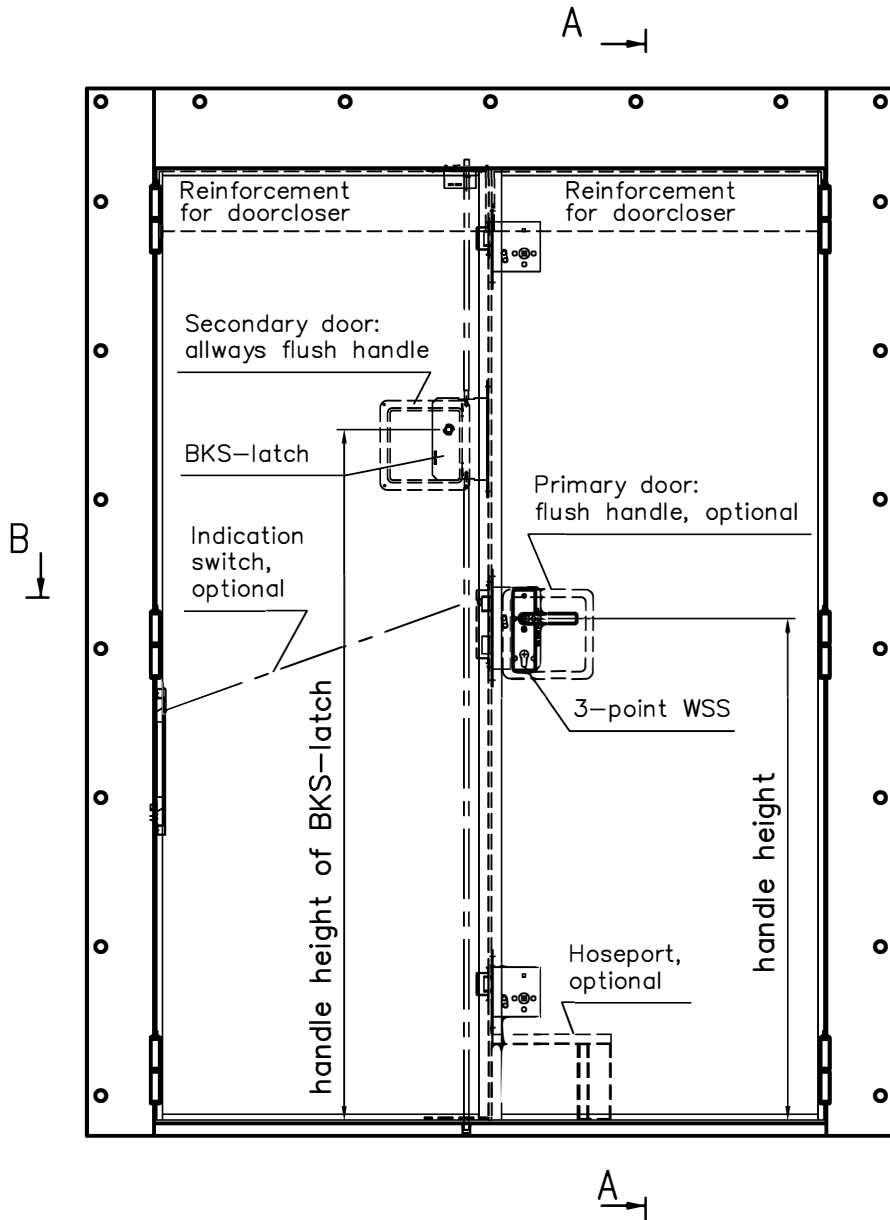 A
Reinforcement
for doorcloser
Reinforcement
for doorcloser
Secondary door:
allways flush handle
BKS-latch
Primary door:
flush handle, optional
B
Indication
switch,
optional
3-point WSS
handle height of BKS-latch
handle height
Hoseport,
optional
A